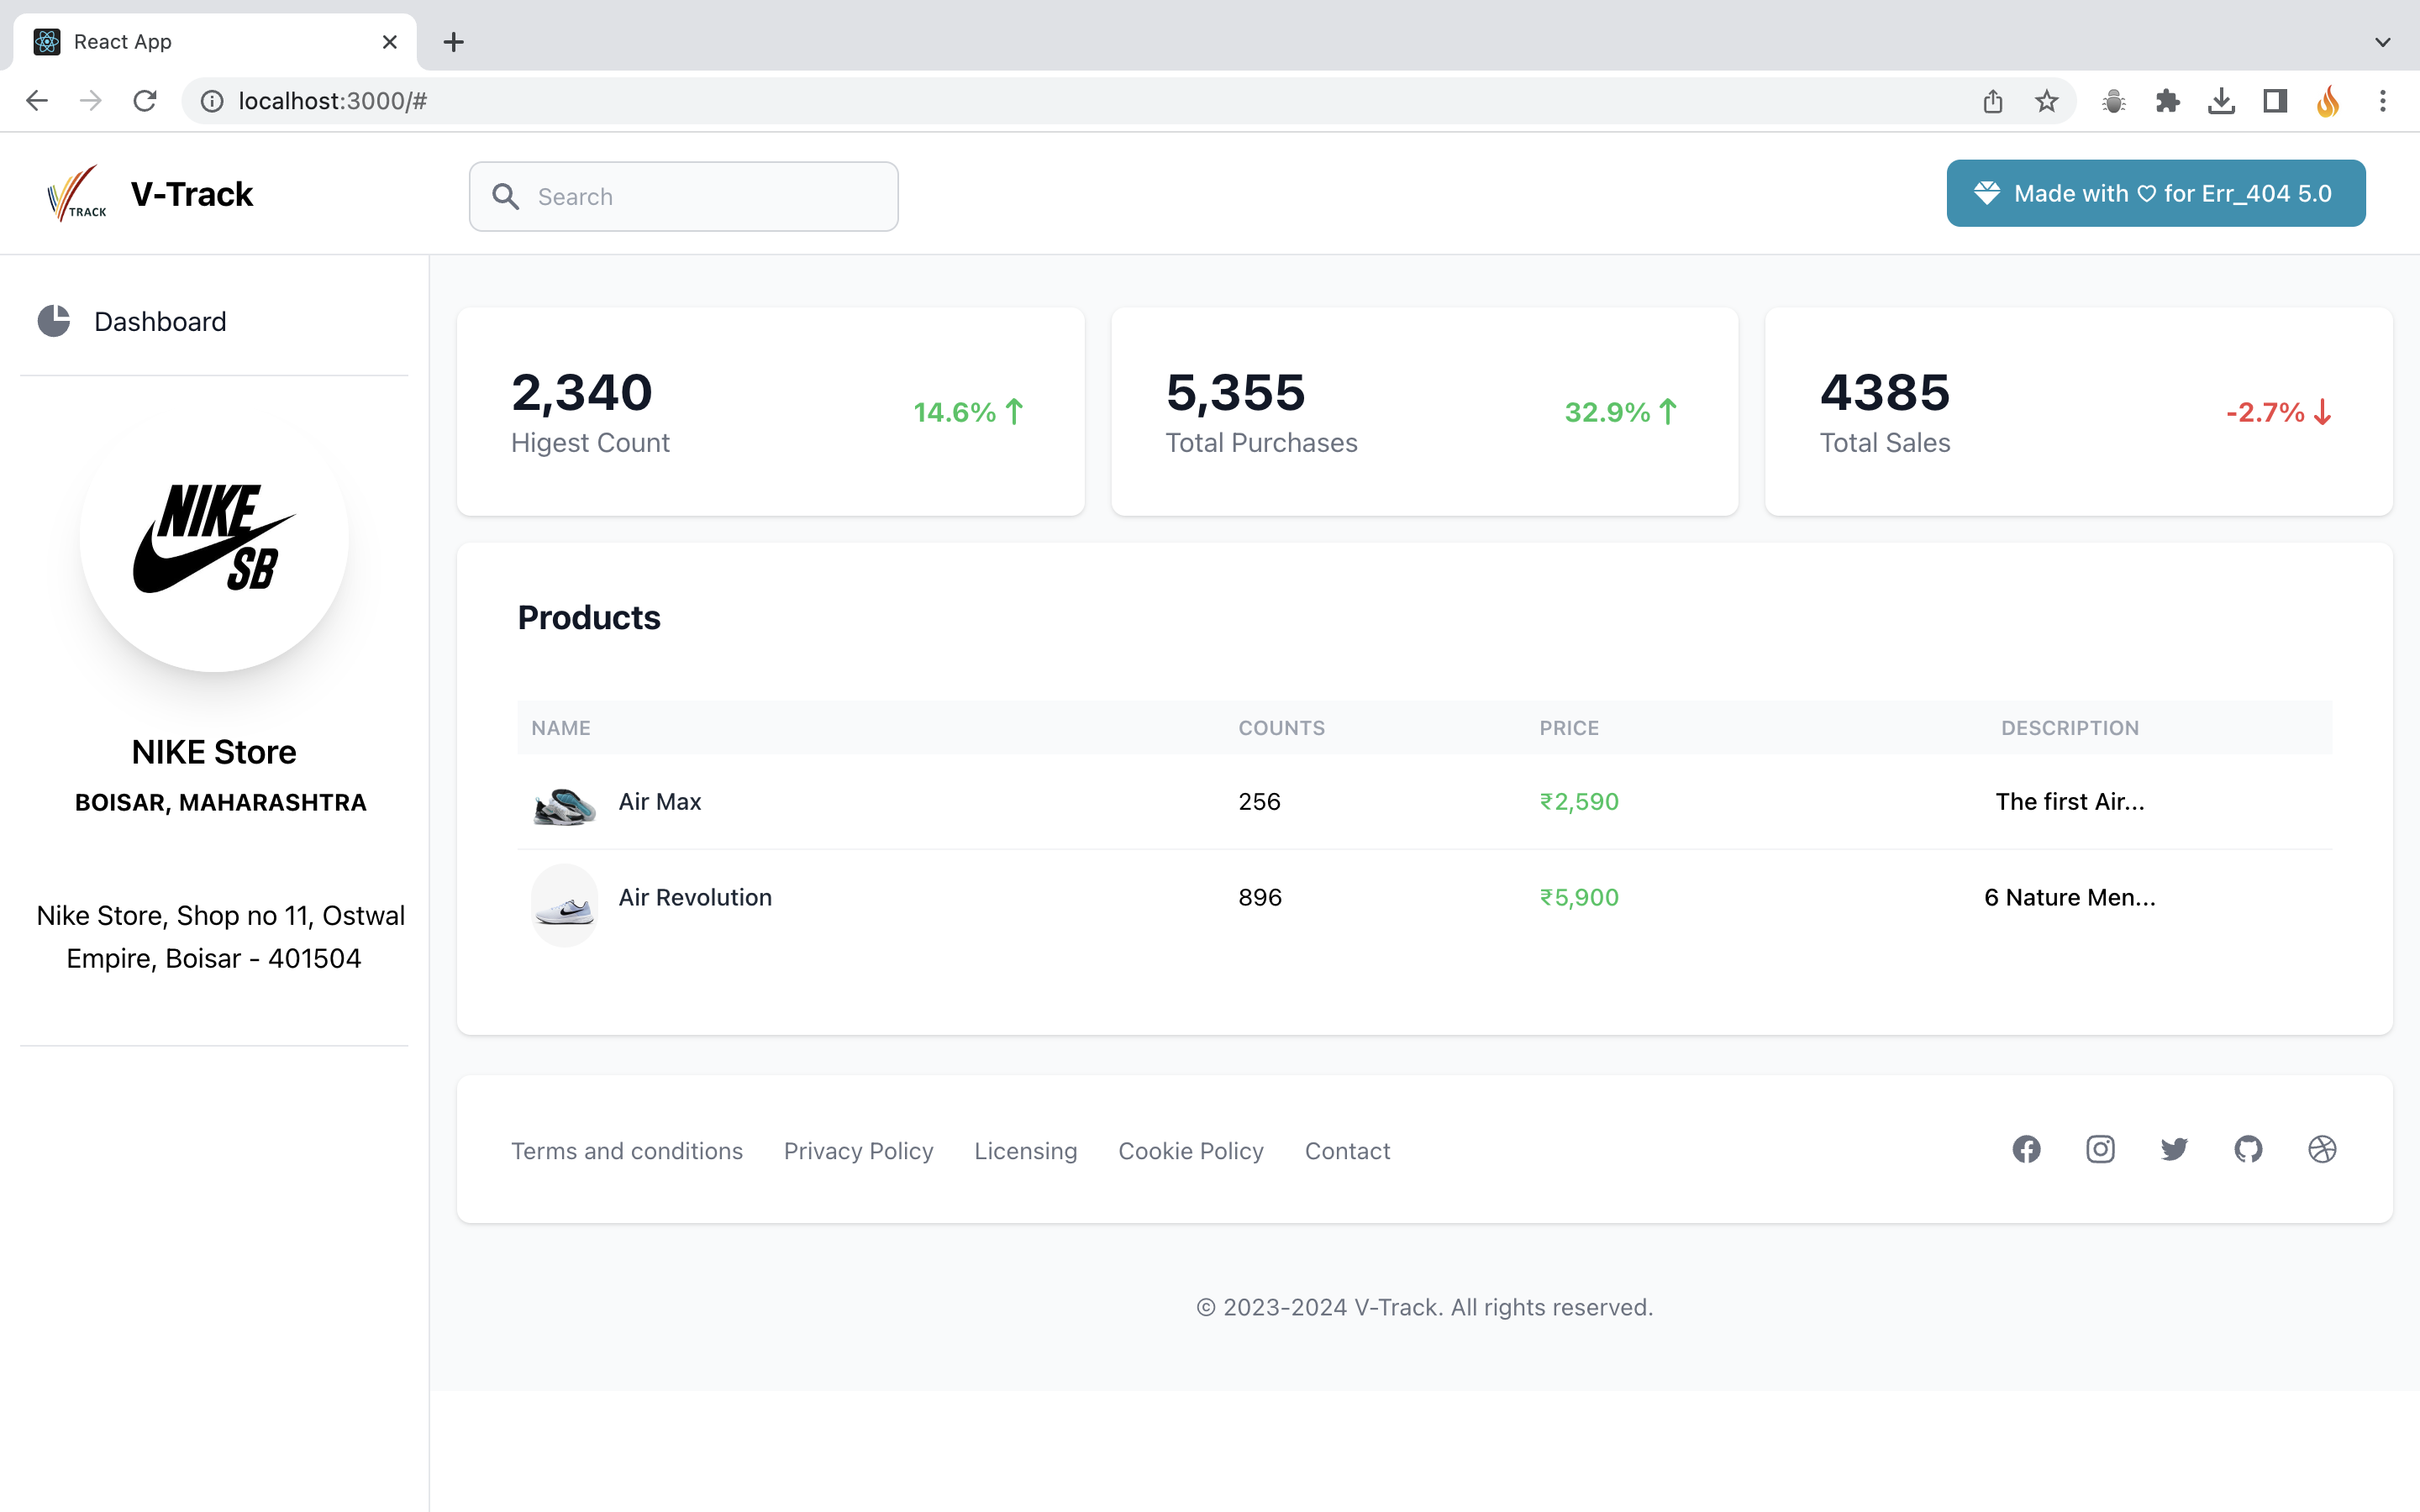 React App
localhost:3000/#
TRACK
V-Track
Search
Made with ♡ for Err_404 5.0
Dashboard
NIKE
SB
NIKE Store
BOISAR, MAHARASHTRA
Nike Store, Shop no 11, Ostwal
Empire, Boisar - 401504
2,340
Higest Count
14.6% ↑
5,355
Total Purchases
32.9% ↑
4385
Total Sales
-2.7% ↓
Products
NAME COUNTS PRICE DESCRIPTION
Air Max 256 ₹2,590 The first Air...
Air Revolution 896 ₹5,900 6 Nature Men...
Terms and conditions Privacy Policy Licensing Cookie Policy Contact
© 2023-2024 V-Track. All rights reserved.